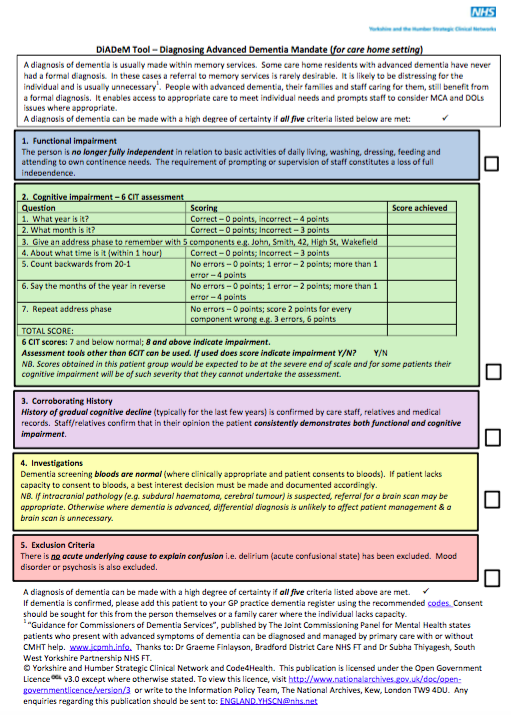 NHS
Yorkshire and the Humber Strategic Clinical Networks
DiADeM Tool – Diagnosing Advanced Dementia Mandate (for care home setting)
A diagnosis of dementia is usually made within memory services. Some care home residents with advanced dementia have never
had a formal diagnosis. In these cases a referral to memory services is rarely desirable. It is likely to be distressing for the
individual and is usually unnecessary¹. People with advanced dementia, their families and staff caring for them, still benefit from
a formal diagnosis. It enables access to appropriate care to meet individual needs and prompts staff to consider MCA and DOLs
issues where appropriate.
A diagnosis of dementia can be made with a high degree of certainty if all five criteria listed below are met: ✓
1. Functional impairment
The person is no longer fully independent in relation to basic activities of daily living, washing, dressing, feeding and
attending to own continence needs. The requirement of prompting or supervision of staff constitutes a loss of full
independence.
2. Cognitive impairment – 6 CIT assessment
Question Scoring Score achieved
1. What year is it? Correct – 0 points, incorrect – 4 points
2. What month is it? Correct – 0 points; Incorrect – 3 points
3. Give an address phase to remember with 5 components e.g. John, Smith, 42, High St, Wakefield
4. About what time is it (within 1 hour) Correct – 0 points; Incorrect – 3 points
5. Count backwards from 20-1 No errors – 0 points; 1 error – 2 points; more than 1
error – 4 points
6. Say the months of the year in reverse No errors – 0 points; 1 error – 2 points; more than 1
error – 4 points
7. Repeat address phase No errors – 0 points; score 2 points for every
component wrong e.g. 3 errors, 6 points
TOTAL SCORE:
6 CIT scores: 7 and below normal; 8 and above indicate impairment.
Assessment tools other than 6CIT can be used. If used does score indicate impairment Y/N? Y/N
NB. Scores obtained in this patient group would be expected to be at the severe end of scale and for some patients their
cognitive impairment will be of such severity that they cannot undertake the assessment.
3. Corroborating History
History of gradual cognitive decline (typically for the last few years) is confirmed by care staff, relatives and medical
records. Staff/relatives confirm that in their opinion the patient consistently demonstrates both functional and cognitive
impairment.
4. Investigations
Dementia screening bloods are normal (where clinically appropriate and patient consents to bloods). If patient lacks
capacity to consent to bloods, a best interest decision must be made and documented accordingly.
NB. If intracranial pathology (e.g. subdural haematoma, cerebral tumour) is suspected, referral for a brain scan may be
appropriate. Otherwise where dementia is advanced, differential diagnosis is unlikely to affect patient management & a
brain scan is unnecessary.
5. Exclusion Criteria
There is no acute underlying cause to explain confusion i.e. delirium (acute confusional state) has been excluded. Mood
disorder or psychosis is also excluded.
A diagnosis of dementia can be made with a high degree of certainty if all five criteria listed above are met. ✓
If dementia is confirmed, please add this patient to your GP practice dementia register using the recommended codes. Consent
should be sought for this from the person themselves or a family carer where the individual lacks capacity.
¹ "Guidance for Commissioners of Dementia Services", published by The Joint Commissioning Panel for Mental Health states
patients who present with advanced symptoms of dementia can be diagnosed and managed by primary care with or without
CMHT help. www.jcpmh.info. Thanks to: Dr Graeme Finlayson, Bradford District Care NHS FT and Dr Subha Thiyagesh, South
West Yorkshire Partnership NHS FT.
© Yorkshire and Humber Strategic Clinical Network and Code4Health. This publication is licensed under the Open Government
Licence OGL v3.0 except where otherwise stated. To view this licence, visit http://www.nationalarchives.gov.uk/doc/open-
governmentlicence/version/3 or write to the Information Policy Team, The National Archives, Kew, London TW9 4DU. Any
enquiries regarding this publication should be sent to: ENGLAND.YHSCN@nhs.net